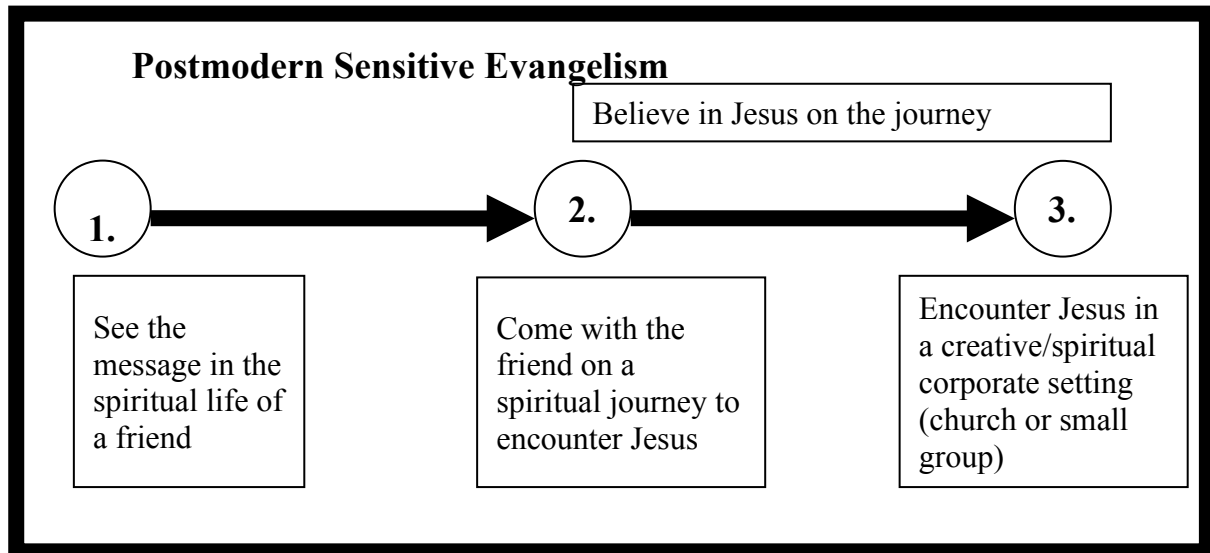 Postmodern Sensitive Evangelism
Believe in Jesus on the journey
1.
2.
3.
See the
message in the
spiritual life of
a friend
Come with the
friend on a
spiritual journey to
encounter Jesus
Encounter Jesus in
a creative/spiritual
corporate setting
(church or small
group)